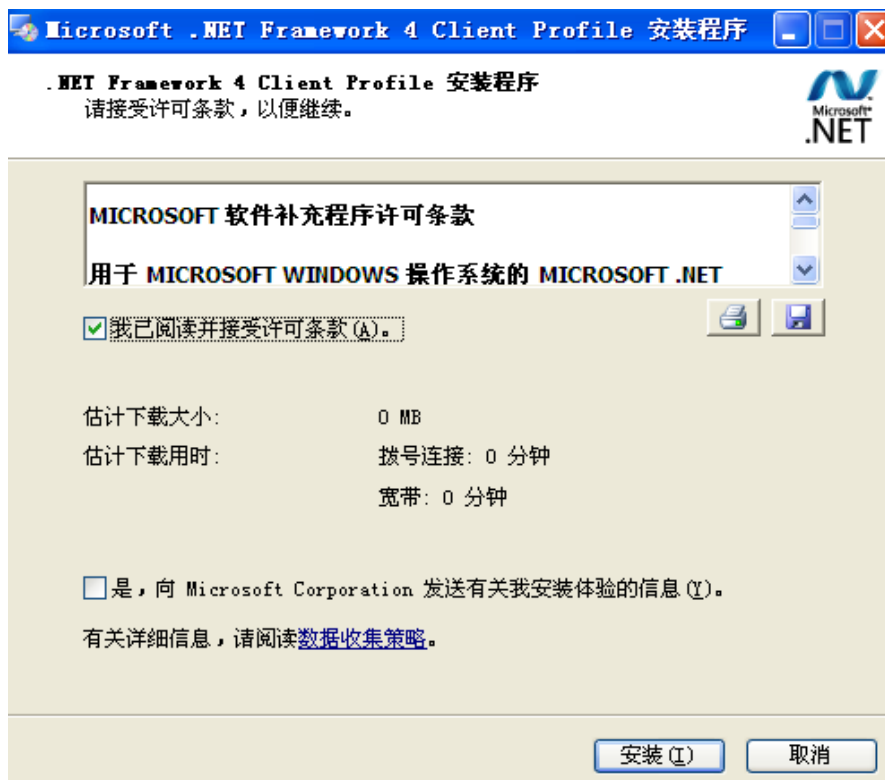 Microsoft .NET Framework 4 Client Profile 安装程序
.NET Framework 4 Client Profile 安装程序
请接受许可条款，以便继续。
Microsoft
.NET
MICROSOFT 软件补充程序许可条款
用于 MICROSOFT WINDOWS 操作系统的 MICROSOFT .NET
我已阅读并接受许可条款(A)。
估计下载大小: 0 MB
估计下载用时: 拨号连接: 0 分钟
宽带: 0 分钟
是，向 Microsoft Corporation 发送有关我安装体验的信息(Y)。
有关详细信息，请阅读数据收集策略。
安装(I) 取消